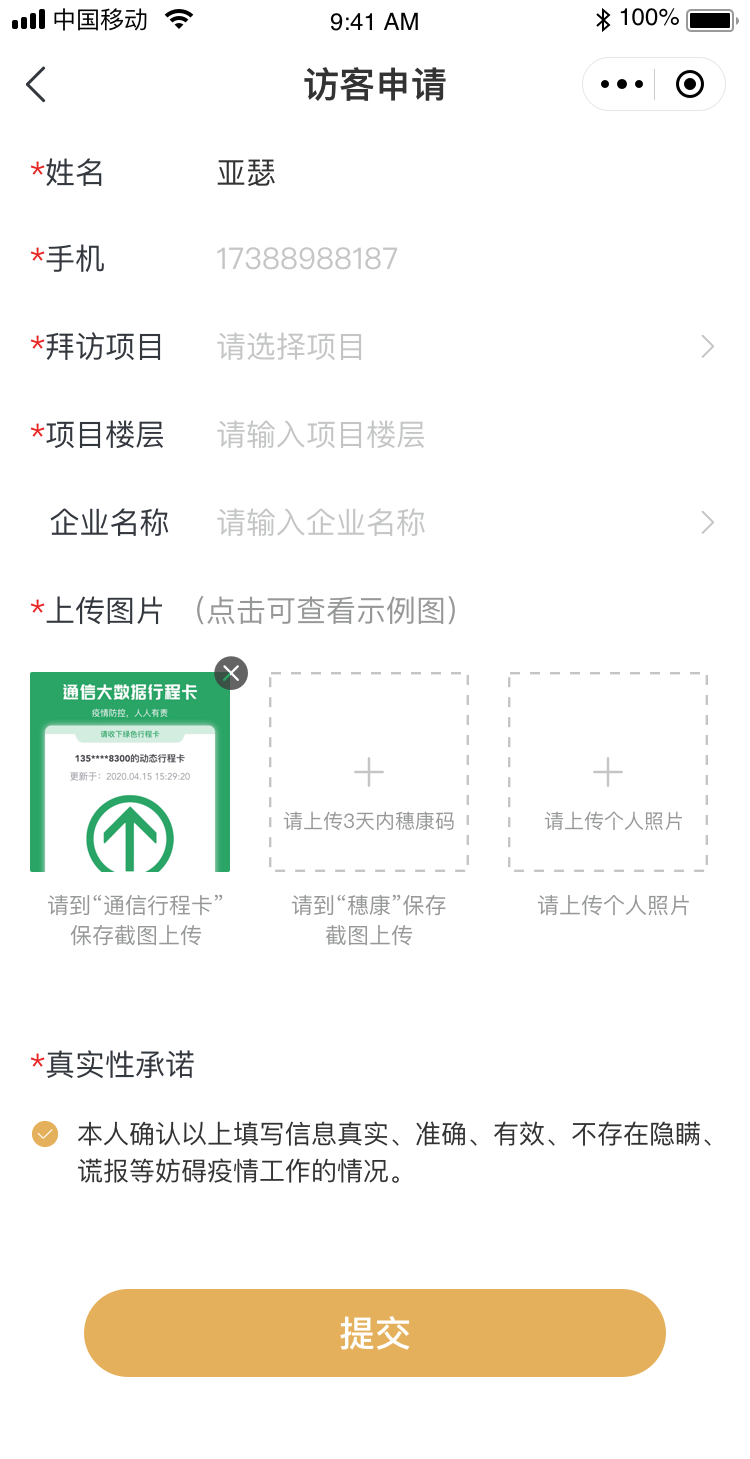 中国移动 9:41 AM 100%
访客申请
*姓名 亚瑟
*手机 17388988187
*拜访项目 请选择项目
*项目楼层 请输入项目楼层
企业名称 请输入企业名称
*上传图片 （点击可查看示例图）
通信大数据行程卡
疫情防控，人人有责
请收下绿色行程卡
135****8300的动态行程卡
更新于：2020.04.15 15:29:20
请上传3天内穗康码
请上传个人照片
请到“通信行程卡”
保存截图上传
请到“穗康”保存
截图上传
请上传个人照片
*真实性承诺
本人确认以上填写信息真实、准确、有效、不存在隐瞒、
谎报等妨碍疫情工作的情况。
提交